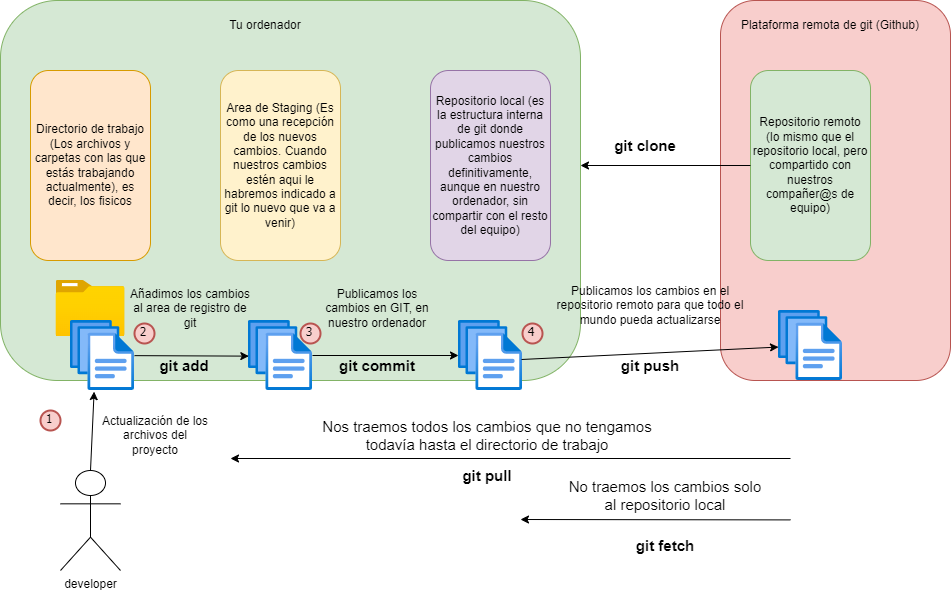 Tu ordenador
Plataforma remota de git (Github)
Directorio de trabajo
(Los archivos y
carpetas con las que
estás trabajando
actualmente), es
decir, los fisicos
Area de Staging (Es
como una recepción
de los nuevos
cambios. Cuando
nuestros cambios
estén aqui le
habremos indicado a
git lo nuevo que va a
venir)
Repositorio local (es
la estructura interna
de git donde
publicamos nuestros
cambios
definitivamente,
aunque en nuestro
ordenador, sin
compartir con el resto
del equipo)
git clone
Repositorio remoto
(lo mismo que el
repositorio local, pero
compartido con
nuestros
compañer@s de
equipo)
Añadimos los cambios
al area de registro de
git
2
git add
Publicamos los
cambios en GIT, en
nuestro ordenador
3
git commit
4
Publicamos los cambios en el
repositorio remoto para que todo el
mundo pueda actualizarse
git push
1
Actualización de los
archivos del
proyecto
Nos traemos todos los cambios que no tengamos
todavía hasta el directorio de trabajo
git pull
No traemos los cambios solo
al repositorio local
git fetch
developer